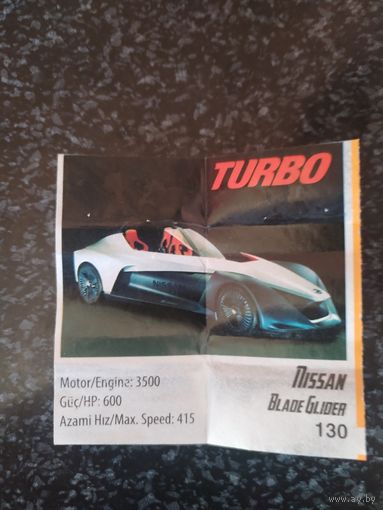 TURBO
NISSAN
Motor/Engine: 3500
Güç/HP: 600
Azami Hız/Max. Speed: 415
NISSAN
BLADE GLIDER
130
www.ay.by